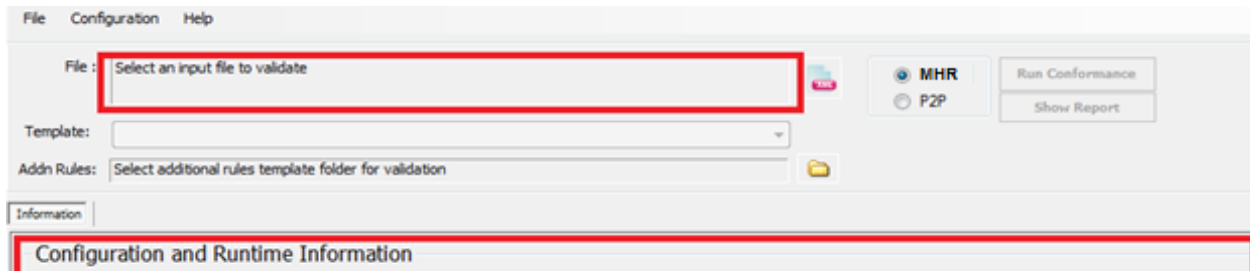 File Configuration Help
File : Select an input file to validate
XML
MHR
Run Conformance
P2P
Show Report
Template:
Addn Rules: Select additional rules template folder for validation
Information
Configuration and Runtime Information